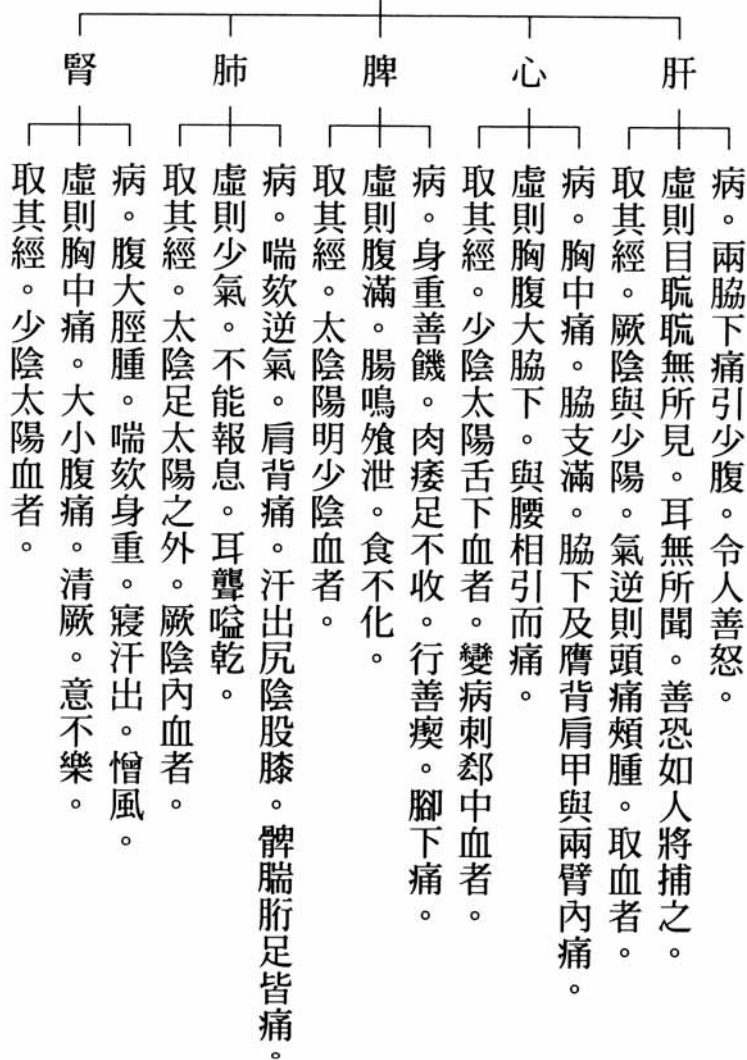 肝
病。兩脇下痛引少腹。令人善怒。
虛則目䀮䀮無所見。耳無所聞。善恐如人將捕之。
取其經。厥陰與少陽。氣逆則頭痛頰腫。取血者。
心
病。胸中痛。脇支滿。脇下及膺背肩甲與兩臂內痛。
虛則胸腹大脇下。與腰相引而痛。
取其經。少陰太陽舌下血者。變病刺郄中血者。
脾
病。身重善饑。肉痿足不收。行善瘈。腳下痛。
虛則腹滿。腸鳴飧泄。食不化。
取其經。太陰陽明少陰血者。
肺
病。喘欬逆氣。肩背痛。汗出尻陰股膝。髀腨胻足皆痛。
虛則少氣。不能報息。耳聾嗌乾。
取其經。太陰足太陽之外。厥陰內血者。
腎
病。腹大脛腫。喘欬身重。寢汗出。憎風。
虛則胸中痛。大小腹痛。清厥。意不樂。
取其經。少陰太陽血者。